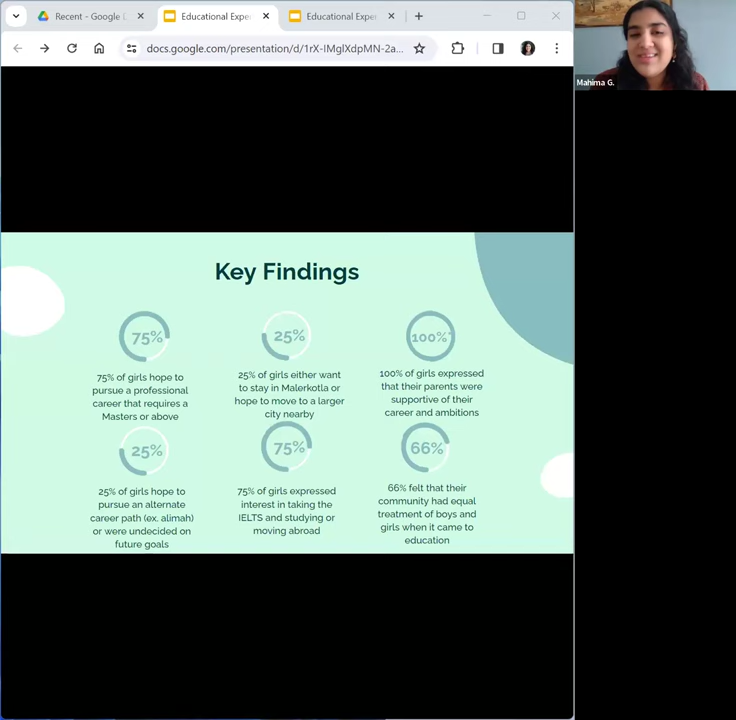 Recent - Google
Educational Expe
Educational Expe
docs.google.com/presentation/d/1rX-IMglXdpMN-2a...
Mahima G.
Key Findings
75%
75% of girls hope to
pursue a professional
career that requires a
Masters or above
25%
25% of girls either want
to stay in Malerkotla or
hope to move to a larger
city nearby
100%
100% of girls expressed
that their parents were
supportive of their
career and ambitions
25%
25% of girls hope to
pursue an alternate
career path (ex. alimah)
or were undecided on
future goals
75%
75% of girls expressed
interest in taking the
IELTS and studying or
moving abroad
66%
66% felt that their
community had equal
treatment of boys and
girls when it came to
education